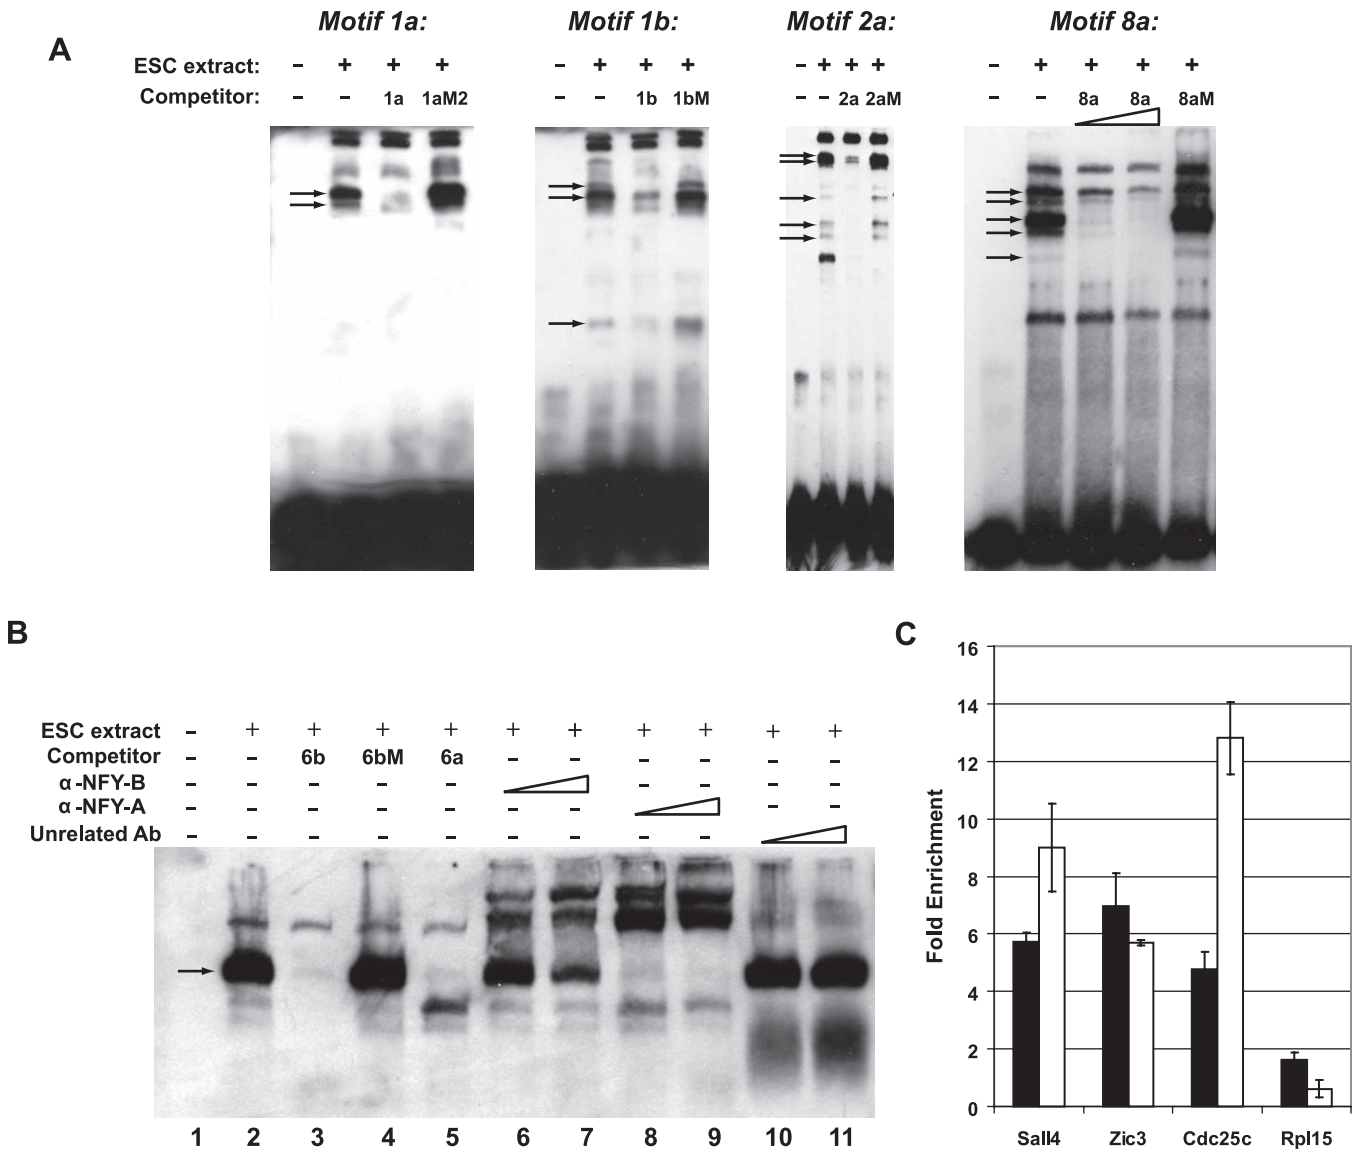 A
Motif 1a: Motif 1b: Motif 2a: Motif 8a:
ESC extract: – + + + – + + + – + + + – + + + +
Competitor: – – 1a 1aM2 – – 1b 1bM – – 2a 2aM – – 8a 8a 8aM
B
ESC extract – + + + + + + + + + +
Competitor – – 6b 6bM 6a – – – – – –
α-NFY-B – – – – – – – – –
α-NFY-A – – – – – – – – –
Unrelated Ab – – – – – – – – –
1 2 3 4 5 6 7 8 9 10 11
C
Fold Enrichment
16
14
12
10
8
6
4
2
0
Sall4 Zic3 Cdc25c Rpl15